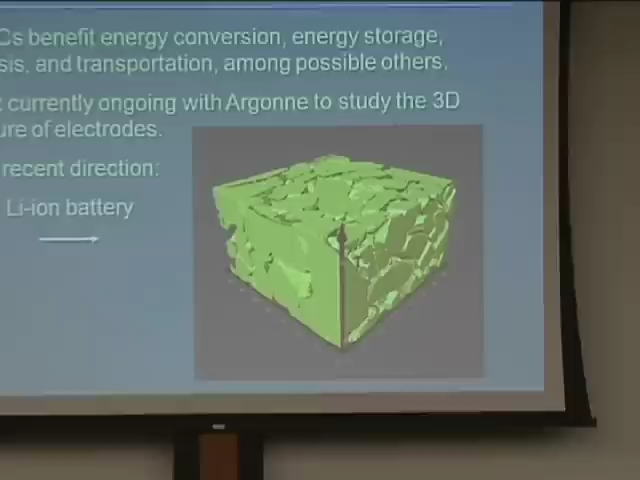 Cs benefit energy conversion, energy storage,
sis, and transportation, among possible others.
t currently ongoing with Argonne to study the 3D
ure of electrodes.
recent direction:
Li-ion battery